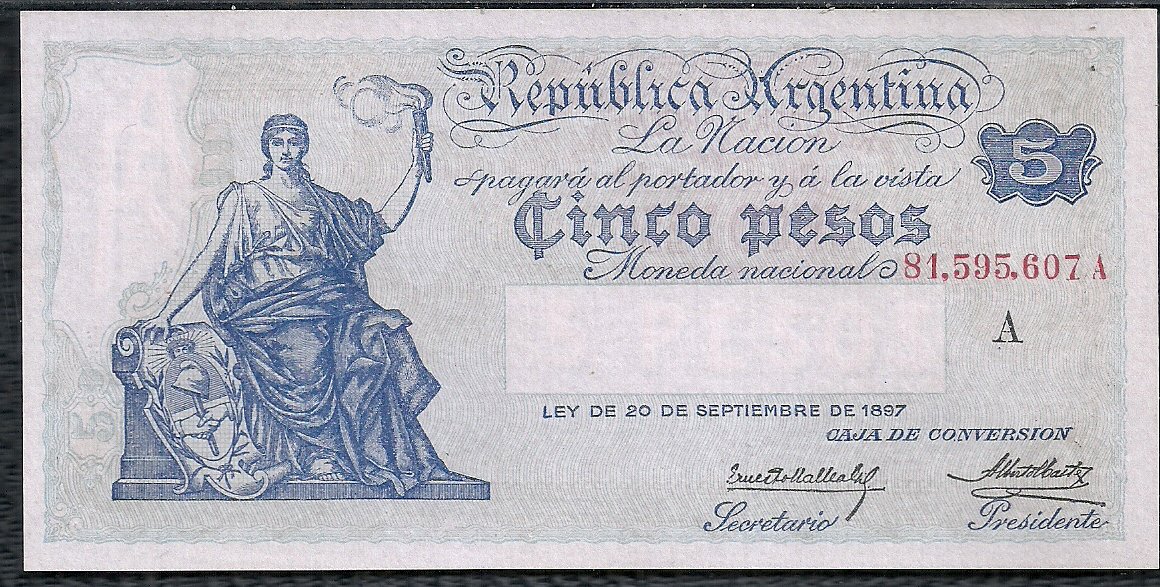 República Argentina
La Nación
pagará al portador y á la vista
5
Cinco pesos
Moneda nacional
81,595,607 A
A
LEY DE 20 DE SEPTIEMBRE DE 1897
CAJA DE CONVERSION
Secretario
Presidente